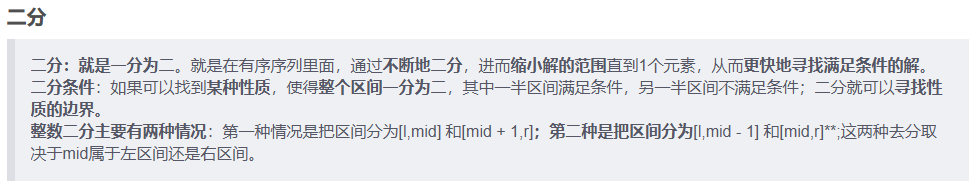 二分
二分：就是一分为二。就是在有序序列里面，通过不断地二分，进而缩小解的范围直到1个元素，从而更快地寻找满足条件的解。
二分条件：如果可以找到某种性质，使得整个区间一分为二，其中一半区间满足条件，另一半区间不满足条件；二分就可以寻找性
质的边界。
整数二分主要有两种情况：第一种情况是把区间分为[l,mid] 和[mid + 1,r]；第二种是把区间分为[l,mid - 1] 和[mid,r]**;这两种去分取
决于mid属于左区间还是右区间。